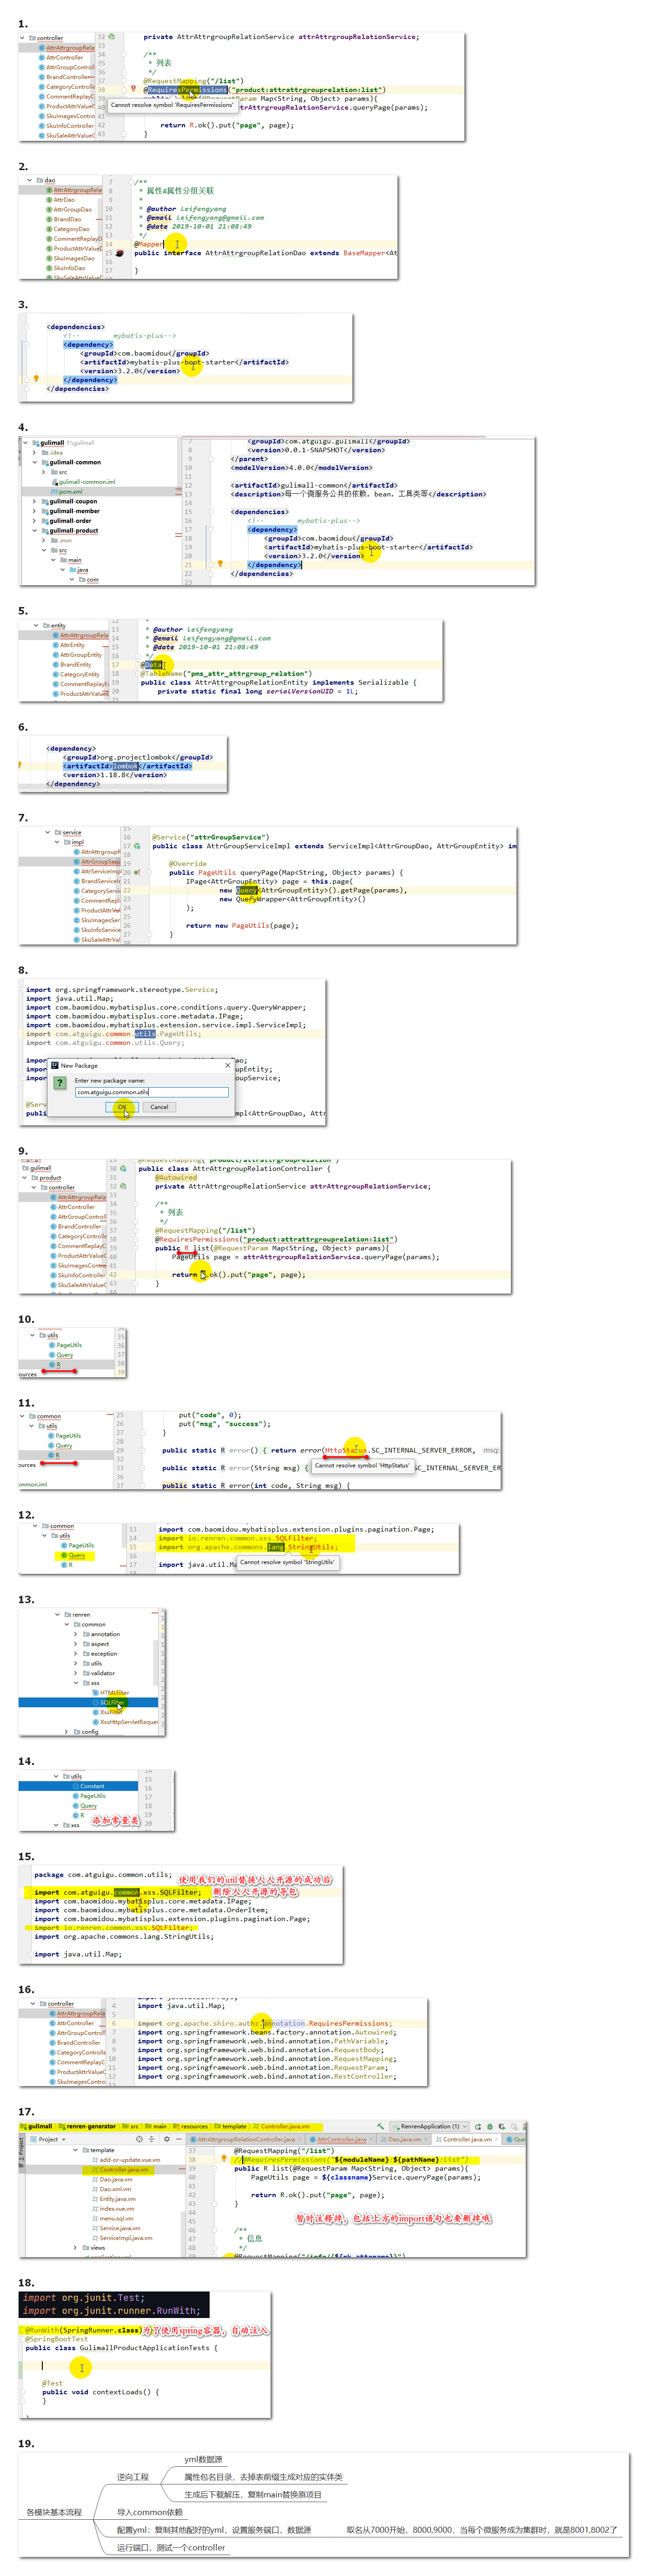 1.
controller
AttrAttrgroupRela
AttrController
AttrGroupControl
BrandController
CategoryControlle
CommentReplayC
ProductAttrValueC
SkuImagesContro
SkuInfoController
SkuSaleAttrValueC
32 private AttrAttrgroupRelationService attrAttrgroupRelationService;
33
34 /**
35 * 列表
36 */
37 @RequestMapping("/list")
38 @RequiresPermissions("product:attrattrgrouprelation:list")
Param Map<String, Object> params){
Cannot resolve symbol 'RequiresPermissions'
ttrgroupRelationService.queryPage(params);
42 return R.ok().put("page", page);
43 }
2.
dao
AttrAttrgroupRela
AttrDao
AttrGroupDao
BrandDao
CategoryDao
CommentReplayD
ProductAttrValueD
SkuImagesDao
SkuInfoDao
SkuSaleAttrValueD
7 /**
8 * 属性&属性分组关联
9 *
10 * @author leifengyang
11 * @email leifengyang@gmail.com
12 * @date 2019-10-01 21:08:49
13 */
14 @Mapper
15 public interface AttrAttrgroupRelationDao extends BaseMapper<At
16
17 }
3.
<dependencies>
<!-- mybatis-plus-->
<dependency>
<groupId>com.baomidou</groupId>
<artifactId>mybatis-plus-boot-starter</artifactId>
<version>3.2.0</version>
</dependency>
</dependencies>
4.
gulimall E:\gulimall
.idea
gulimall-common
src
gulimall-common.iml
pom.xml
gulimall-coupon
gulimall-member
gulimall-order
gulimall-product
.mvn
src
main
java
com
7 <groupId>com.atguigu.gulimall</groupId>
8 <version>0.0.1-SNAPSHOT</version>
9 </parent>
10 <modelVersion>4.0.0</modelVersion>
11
12 <artifactId>gulimall-common</artifactId>
13 <description>每一个微服务公共的依赖，bean，工具类等</description>
14
15 <dependencies>
16 <!-- mybatis-plus-->
17 <dependency>
18 <groupId>com.baomidou</groupId>
19 <artifactId>mybatis-plus-boot-starter</artifactId>
20 <version>3.2.0</version>
21 </dependency>
22 </dependencies>
23
5.
entity
AttrAttrgroupRela
AttrEntity
AttrGroupEntity
BrandEntity
CategoryEntity
CommentReplayE
ProductAttrValueE
12 *
13 * @author leifengyang
14 * @email leifengyang@gmail.com
15 * @date 2019-10-01 21:08:49
16 */
17 @Data
18 @TableName("pms_attr_attrgroup_relation")
19 public class AttrAttrgroupRelationEntity implements Serializable {
20 private static final long serialVersionUID = 1L;
21
6.
<dependency>
<groupId>org.projectlombok</groupId>
<artifactId>lombok</artifactId>
<version>1.18.8</version>
</dependency>
7.
service
impl
AttrAttrgroupR
AttrGroupServ
AttrServiceImpl
BrandServiceI
CategoryServi
CommentRepl
ProductAttrVal
SkuImagesSer
SkuInfoService
SkuSaleAttrVal
15
16 @Service("attrGroupService")
17 public class AttrGroupServiceImpl extends ServiceImpl<AttrGroupDao, AttrGroupEntity> im
18
19 @Override
20 public PageUtils queryPage(Map<String, Object> params) {
21 IPage<AttrGroupEntity> page = this.page(
22 new Query<AttrGroupEntity>().getPage(params),
23 new QueryWrapper<AttrGroupEntity>()
24 );
25
26 return new PageUtils(page);
27 }
8.
import org.springframework.stereotype.Service;
import java.util.Map;
import com.baomidou.mybatisplus.core.conditions.query.QueryWrapper;
import com.baomidou.mybatisplus.core.metadata.IPage;
import com.baomidou.mybatisplus.extension.service.impl.ServiceImpl;
import com.atguigu.common.utils.PageUtils;
import com.atguigu.common.utils.Query;
New Package
Enter new package name:
com.atguigu.common.utils
OK Cancel
mpl<AttrGroupDao, Attr
9.
gulimall
product
controller
AttrAttrgroupRela
AttrController
AttrGroupControl
BrandController
CategoryControlle
CommentReplayC
ProductAttrValueC
SkuImagesContro
SkuInfoController
SkuSaleAttrValueC
30 public class AttrAttrgroupRelationController {
31 @Autowired
32 private AttrAttrgroupRelationService attrAttrgroupRelationService;
33
34 /**
35 * 列表
36 */
37 @RequestMapping("/list")
38 @RequiresPermissions("product:attrattrgrouprelation:list")
39 public R list(@RequestParam Map<String, Object> params){
40 PageUtils page = attrAttrgroupRelationService.queryPage(params);
41
42 return R.ok().put("page", page);
43 }
10.
utils
PageUtils
Query
R
ources
35
36
37
38
39
11.
common
utils
PageUtils
Query
R
ources
ommon.iml
25 put("code", 0);
26 put("msg", "success");
27 }
28
29 public static R error() { return error(HttpStatus.SC_INTERNAL_SERVER_ERROR, msg:
Cannot resolve symbol 'HttpStatus'
33 public static R error(String msg) { SC_INTERNAL_SERVER_ER
37 public static R error(int code, String msg) {
12.
common
utils
PageUtils
Query
R
13 import com.baomidou.mybatisplus.extension.plugins.pagination.Page;
14 import io.renren.common.xss.SQLFilter;
15 import org.apache.commons.lang.StringUtils;
16
17 import java.util.Ma
Cannot resolve symbol 'StringUtils'
13.
renren
common
annotation
aspect
exception
utils
validator
xss
HTMLFilter
SQLFilter
XssFilter
XssHttpServletReques
config
14.
utils
Constant
PageUtils
Query
R
xss
15
16
17
18
19
20
添加常量类
15.
package com.atguigu.common.utils;
使用我们的util替换人人开源的成功后
删除人人开源的导包
import com.atguigu.common.xss.SQLFilter;
import com.baomidou.mybatisplus.core.metadata.IPage;
import com.baomidou.mybatisplus.core.metadata.OrderItem;
import com.baomidou.mybatisplus.extension.plugins.pagination.Page;
import io.renren.common.xss.SQLFilter;
import org.apache.commons.lang.StringUtils;
import java.util.Map;
16.
controller
AttrAttrgroupRela
AttrController
AttrGroupControl
BrandController
CategoryControlle
CommentReplayC
ProductAttrValueC
SkuImagesContro
4 import java.util.Map;
5
6 import org.apache.shiro.authz.annotation.RequiresPermissions;
7 import org.springframework.beans.factory.annotation.Autowired;
8 import org.springframework.web.bind.annotation.PathVariable;
9 import org.springframework.web.bind.annotation.RequestBody;
10 import org.springframework.web.bind.annotation.RequestMapping;
11 import org.springframework.web.bind.annotation.RequestParam;
12 import org.springframework.web.bind.annotation.RestController;
17.
gulimall renren-generator src main resources template Controller.java.vm RenrenApplication (1)
Project AttrAttrgroupRelationController.java AttrController.java Dao.java.vm Controller.java.vm Que
template
add-or-update.vue.vm
Controller.java.vm
Dao.java.vm
Dao.xml.vm
Entity.java.vm
index.vue.vm
menu.sql.vm
Service.java.vm
ServiceImpl.java.vm
views
37 @RequestMapping("/list")
38 //@RequiresPermissions("${moduleName}:${pathName}:list")
39 public R list(@RequestParam Map<String, Object> params){
40 PageUtils page = ${classname}Service.queryPage(params);
41
42 return R.ok().put("page", page);
43 }
44
45
46 /**
47 * 信息
48 */
49 @RequestMapping("/info/{${pk.attrname}}")
暂时注释掉，包括上方的import语句也要删掉哦
18.
import org.junit.Test;
import org.junit.runner.RunWith;
@RunWith(SpringRunner.class)为了使用spring容器，自动注入
@SpringBootTest
public class GulimallProductApplicationTests {
@Test
public void contextLoads() {
}
19.
yml数据源
逆向工程 属性包名目录，去掉表前缀生成对应的实体类
生成后下载解压，复制main替换原项目
各模块基本流程 导入common依赖
配置yml：复制其他配好的yml，设置服务端口，数据源 取名从7000开始，8000,9000，当每个微服务成为集群时，就是8001,8002了
运行端口，测试一个controller